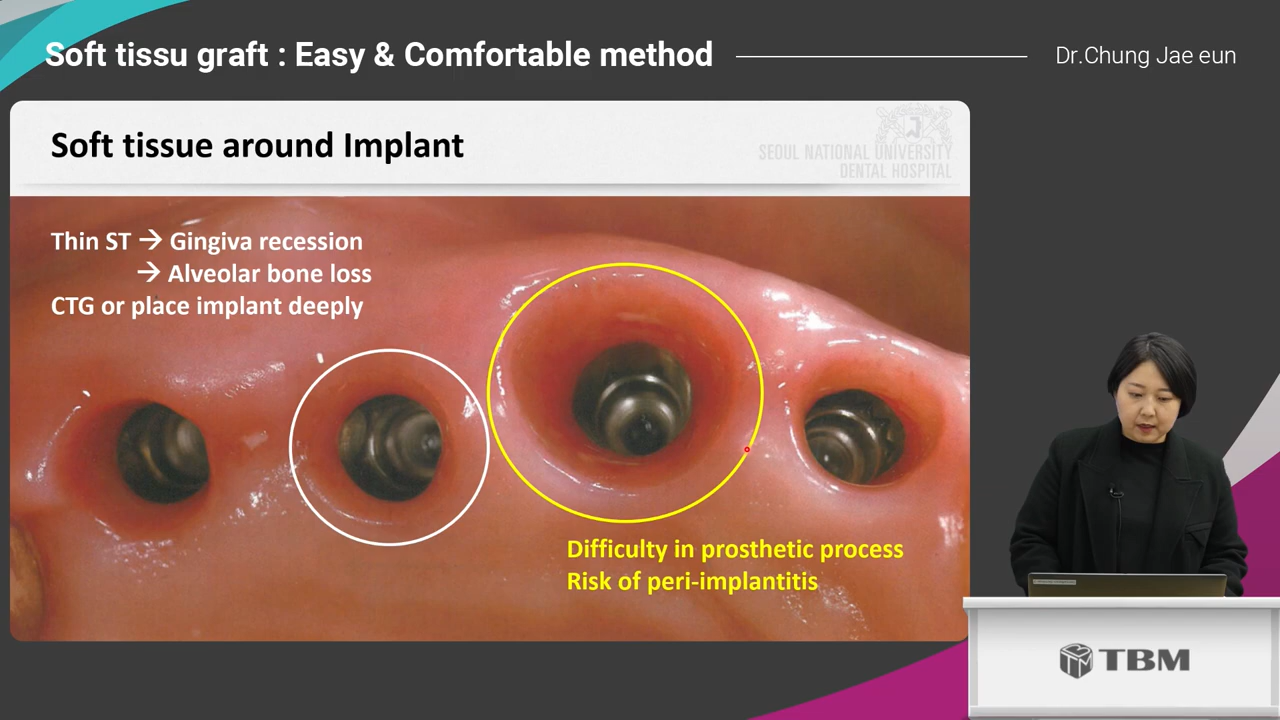 Soft tissu graft : Easy & Comfortable method
Dr.Chung Jae eun
Soft tissue around Implant
SEOUL NATIONAL UNIVERSITY
DENTAL HOSPITAL
Thin ST → Gingiva recession
→ Alveolar bone loss
CTG or place implant deeply
Difficulty in prosthetic process
Risk of peri-implantitis
TBM